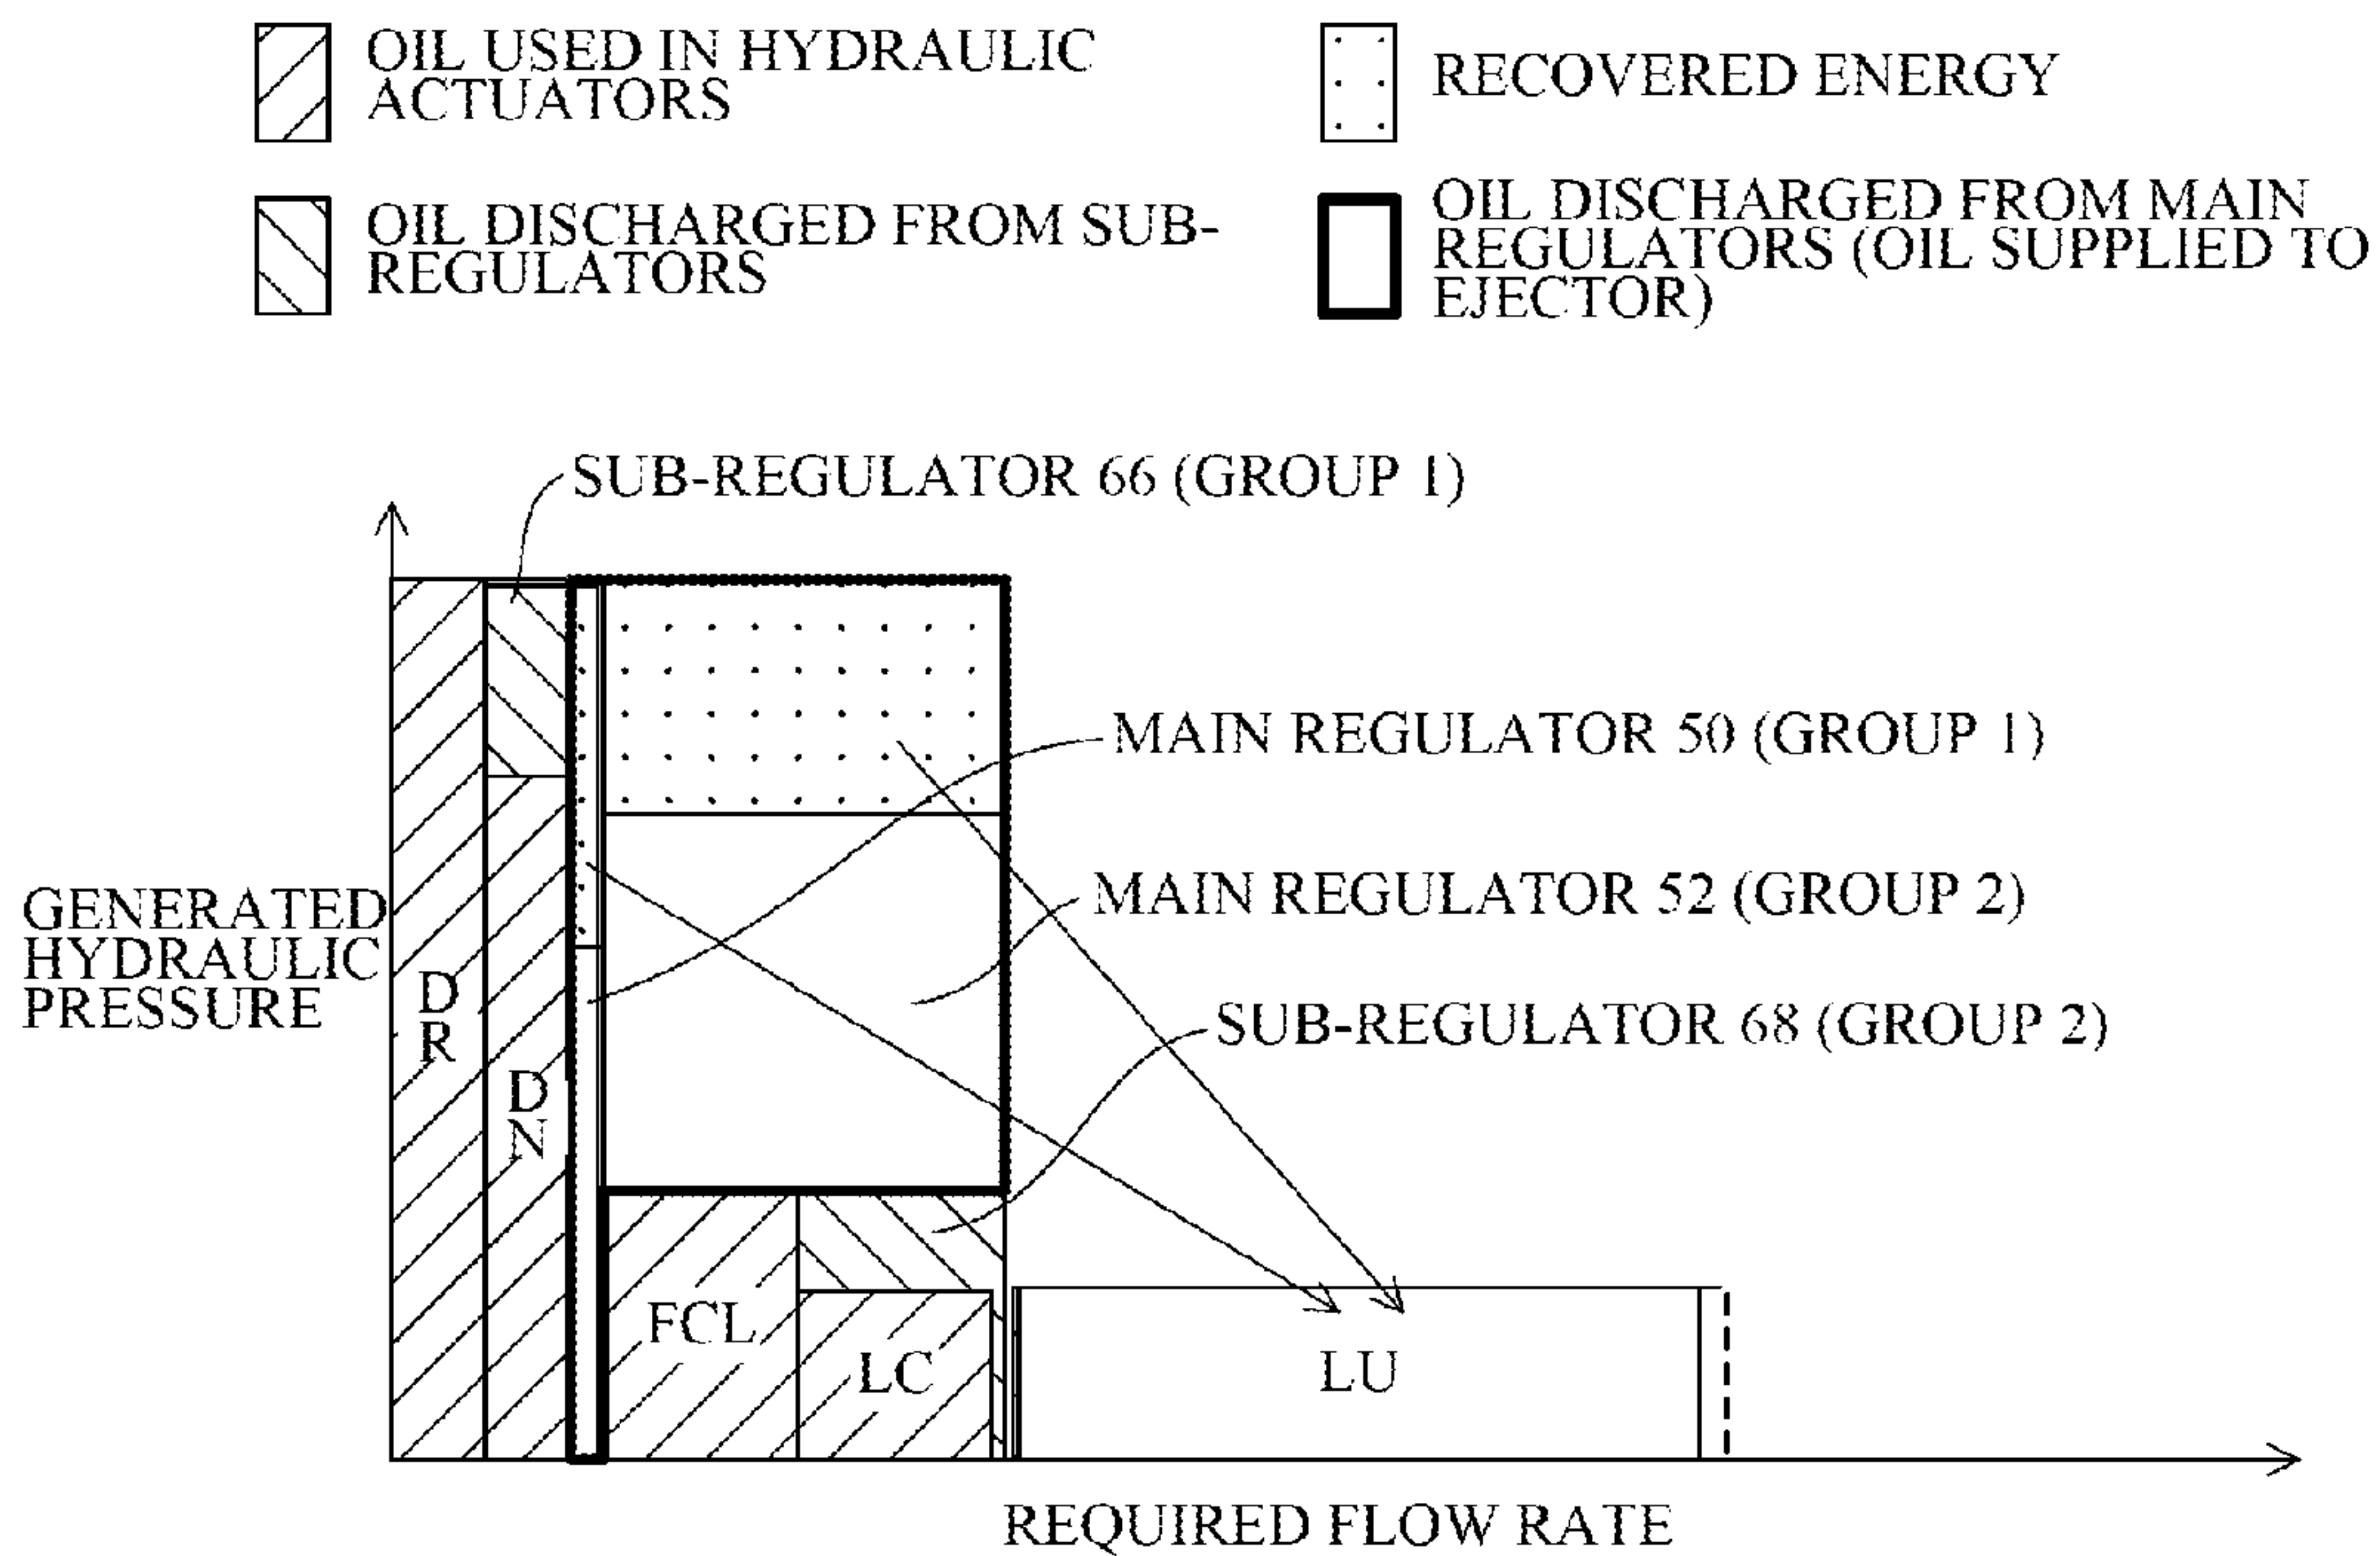 OIL USED IN HYDRAULIC
ACTUATORS
RECOVERED ENERGY
OIL DISCHARGED FROM SUB-
REGULATORS
OIL DISCHARGED FROM MAIN
REGULATORS (OIL SUPPLIED TO
EJECTOR)
SUB-REGULATOR 66 (GROUP 1)
MAIN REGULATOR 50 (GROUP 1)
MAIN REGULATOR 52 (GROUP 2)
SUB-REGULATOR 68 (GROUP 2)
GENERATED
HYDRAULIC
PRESSURE
D
R
D
N
FCL
LC
LU
REQUIRED FLOW RATE